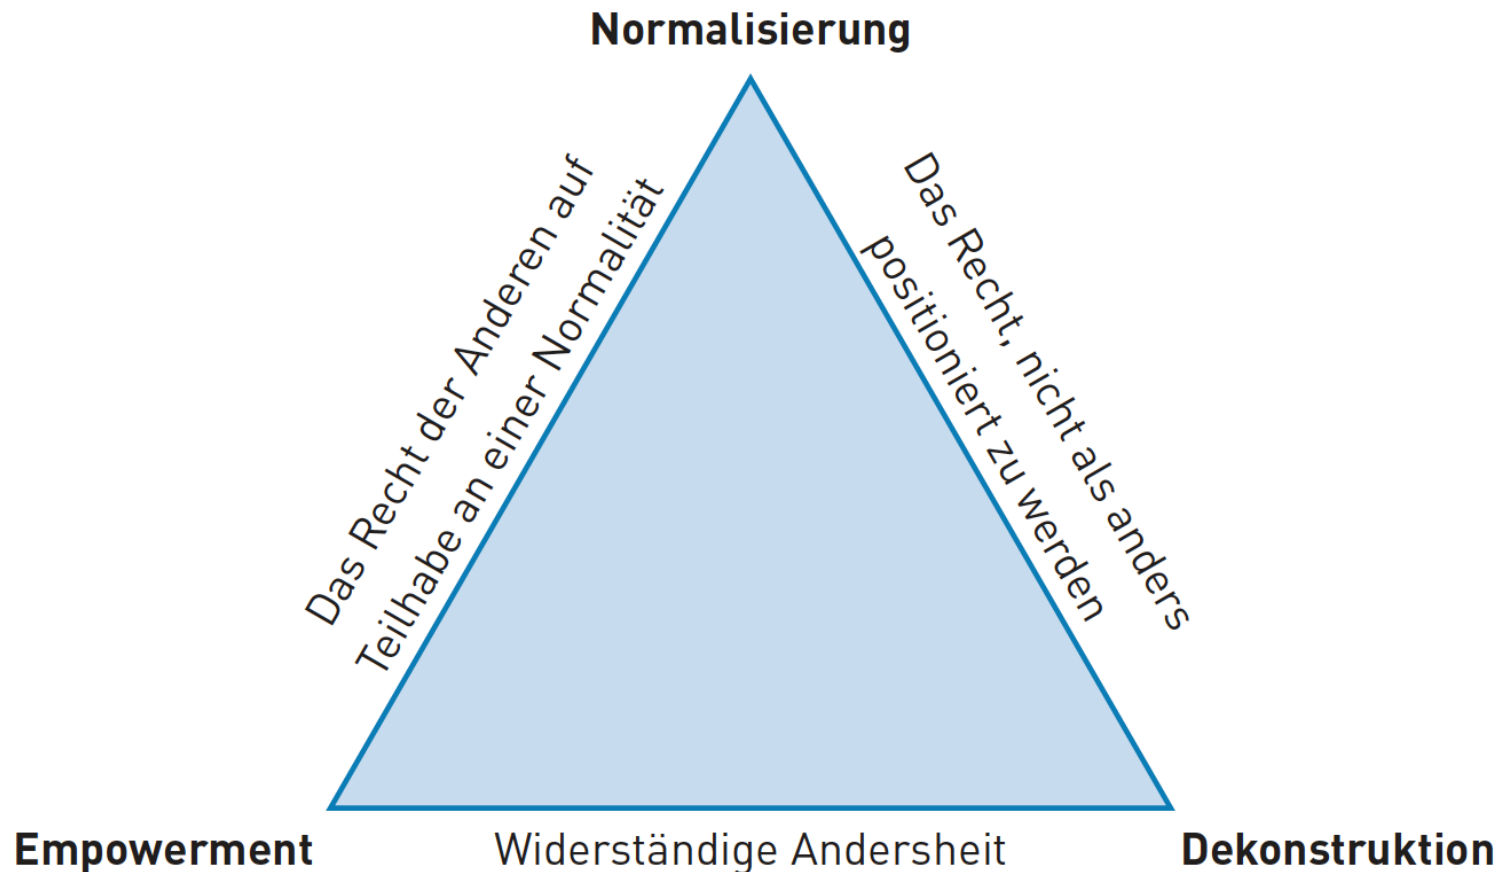 Normalisierung
Das Recht der Anderen auf
Teilhabe an einer Normalität
Das Recht, nicht als anders
positioniert zu werden
Empowerment
Widerständige Andersheit
Dekonstruktion